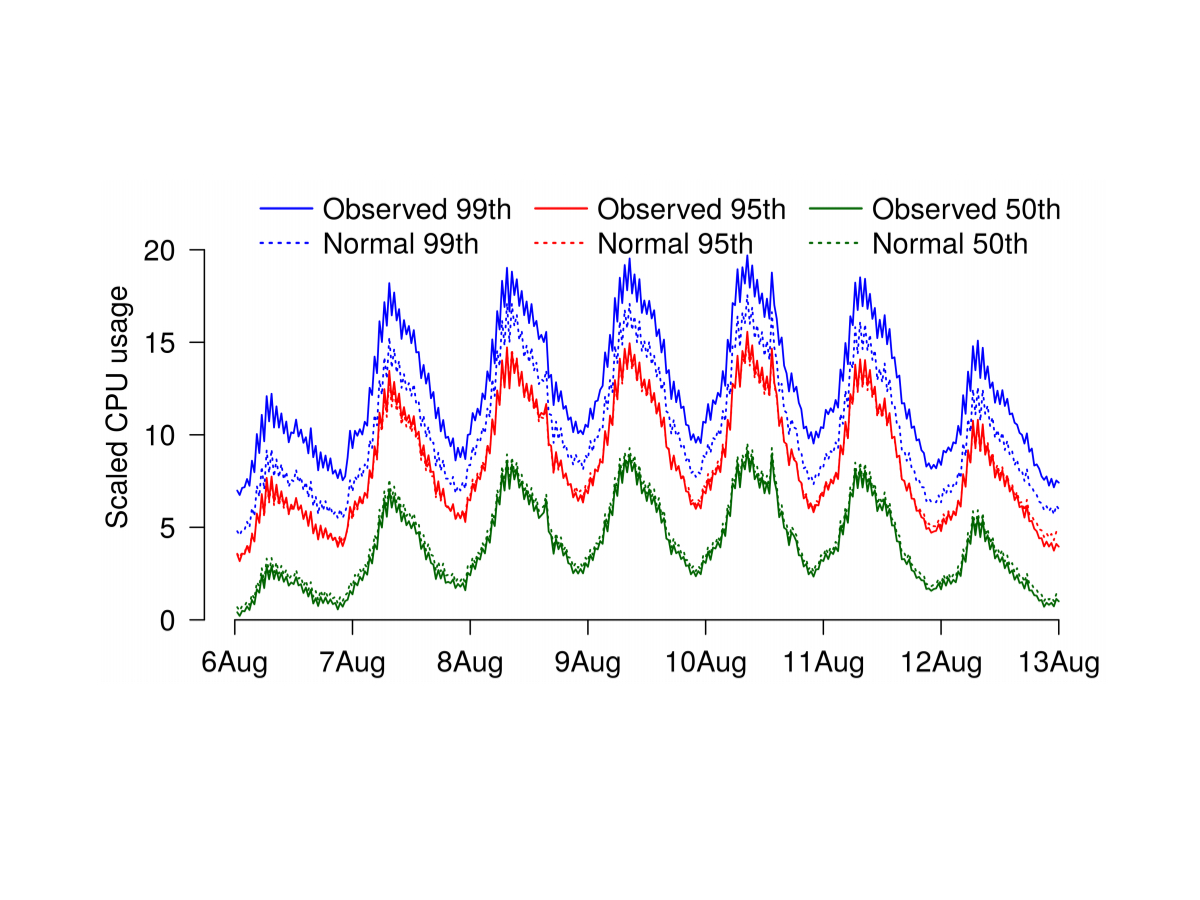 Observed 99th Observed 95th Observed 50th
Normal 99th Normal 95th Normal 50th
Scaled CPU usage
20
15
10
5
0
6Aug 7Aug 8Aug 9Aug 10Aug 11Aug 12Aug 13Aug